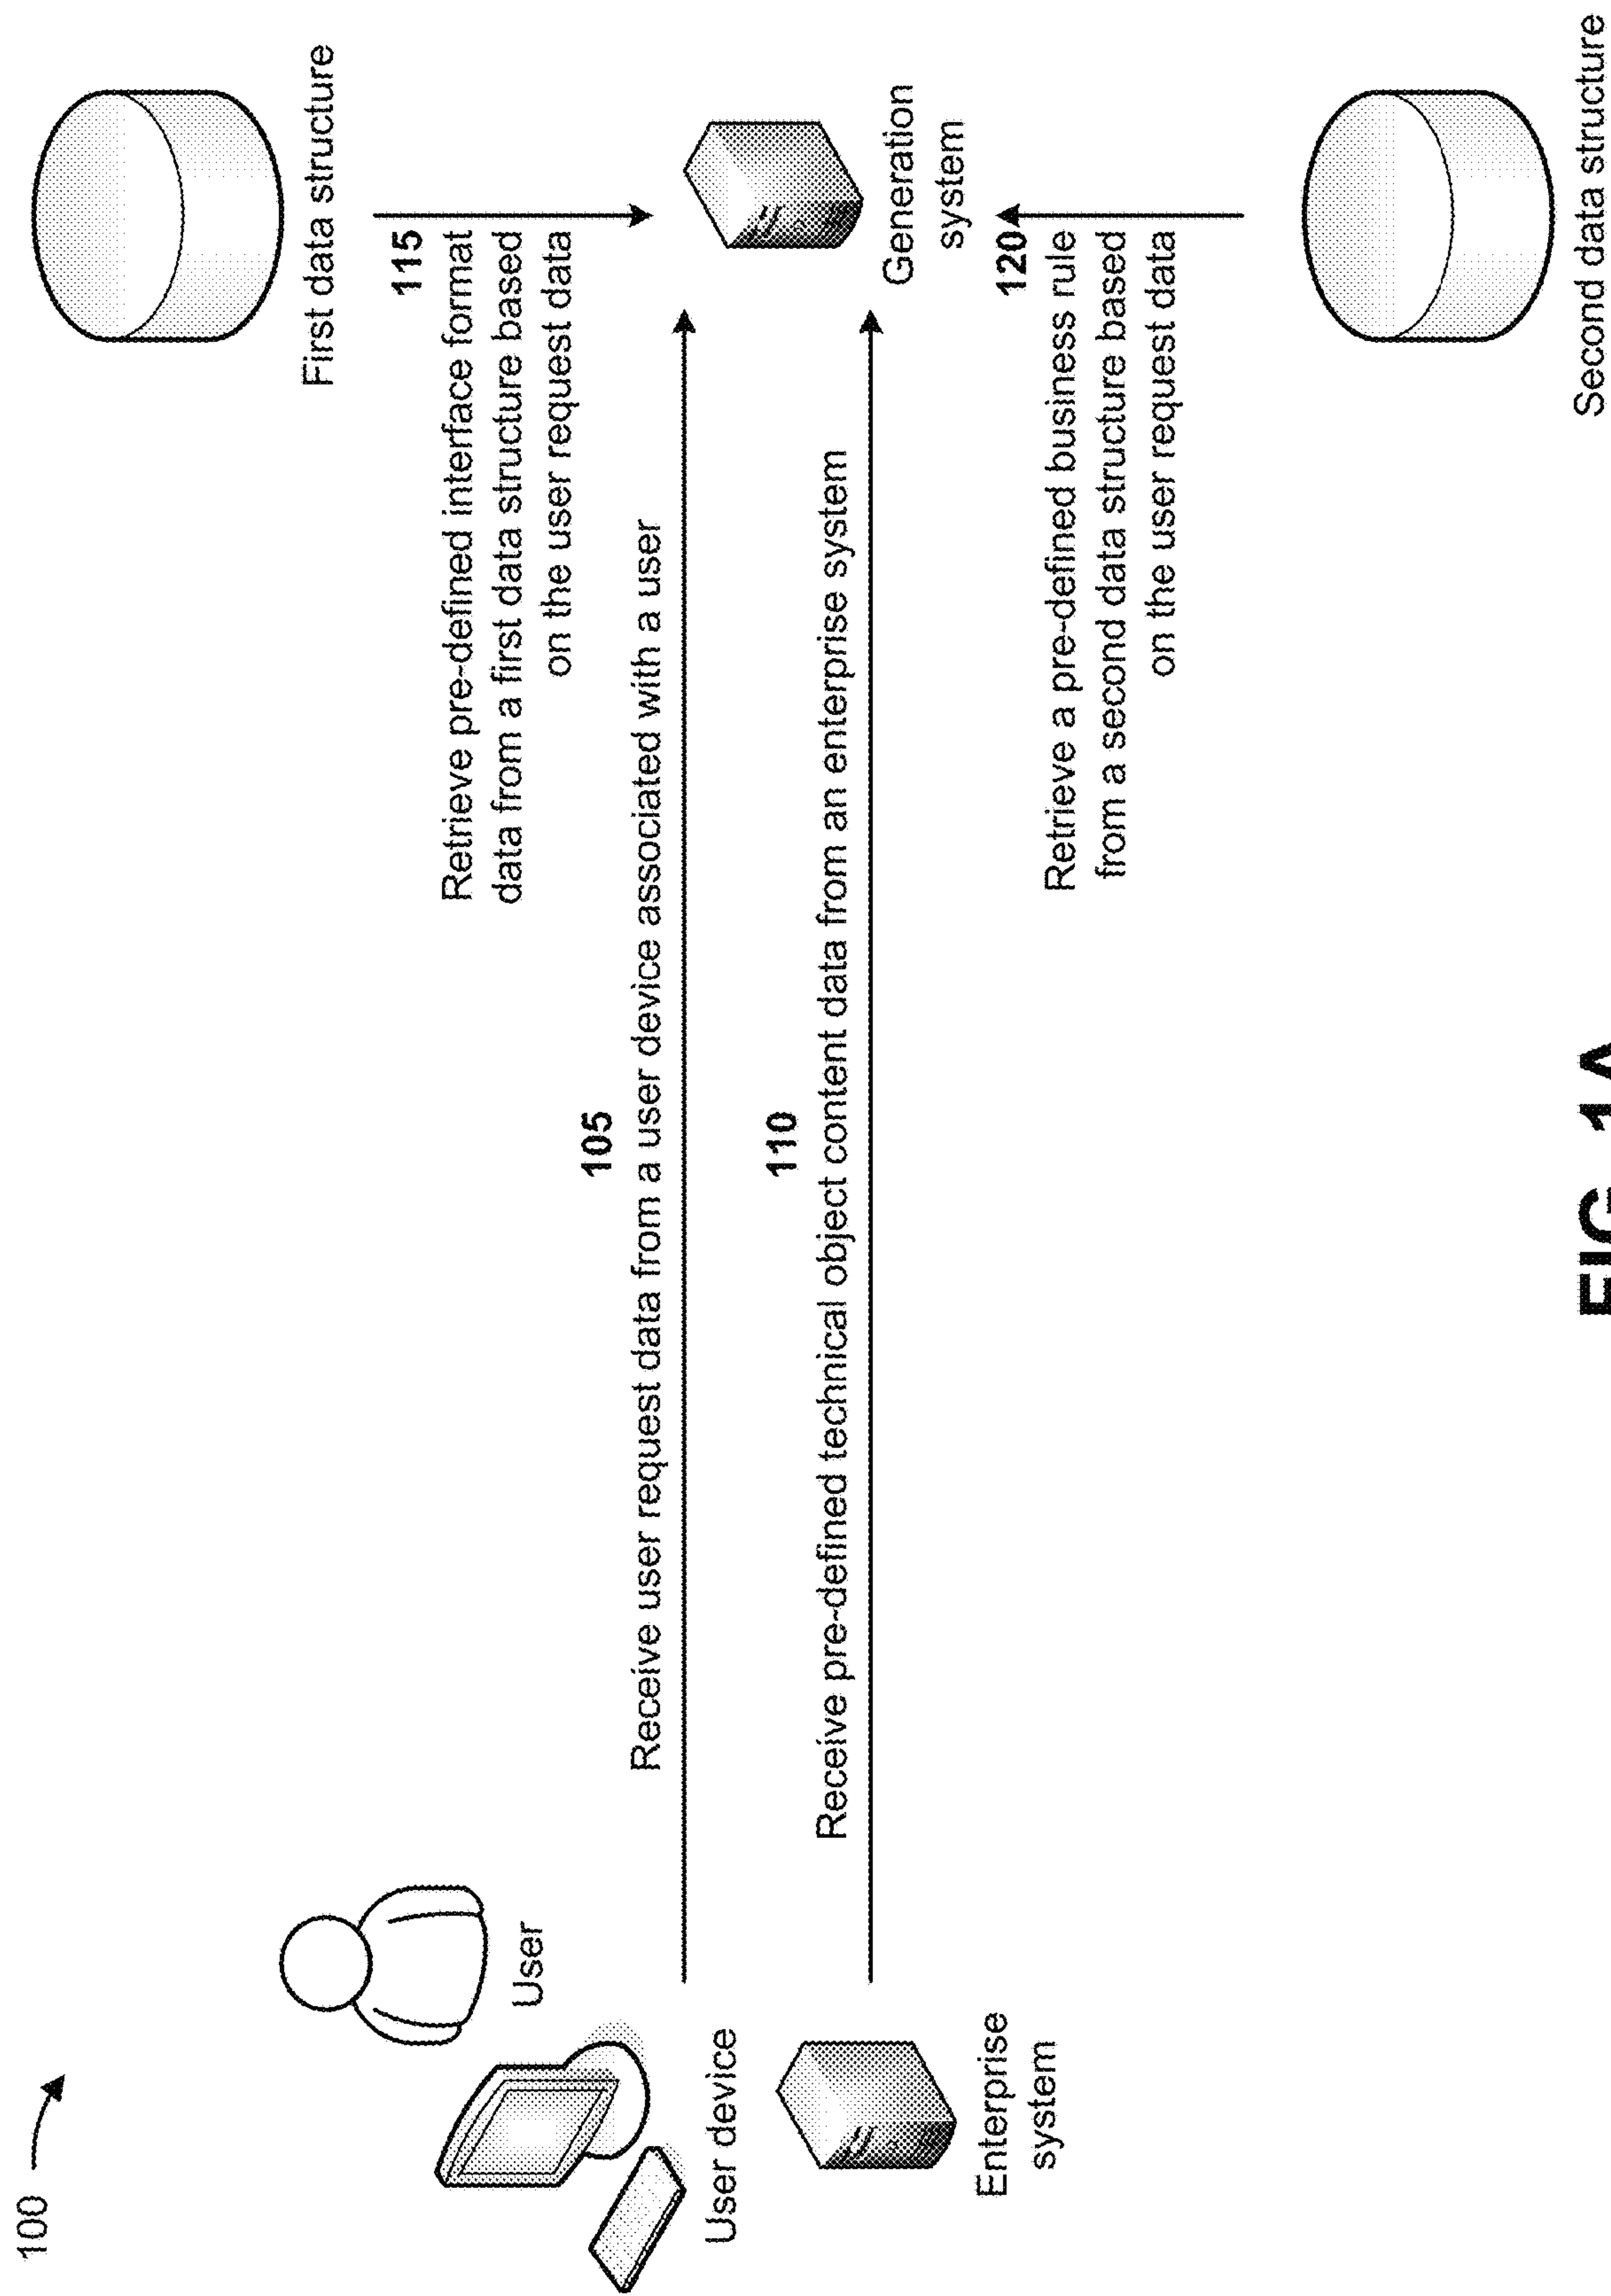 100
User
User device
Enterprise
system
105
Receive user request data from a user device associated with a user
110
Receive pre-defined technical object content data from an enterprise system
First data structure
115
Retrieve pre-defined interface format
data from a first data structure based
on the user request data
Generation
system
120
Retrieve a pre-defined business rule
from a second data structure based
on the user request data
Second data structure
FIG. 1A